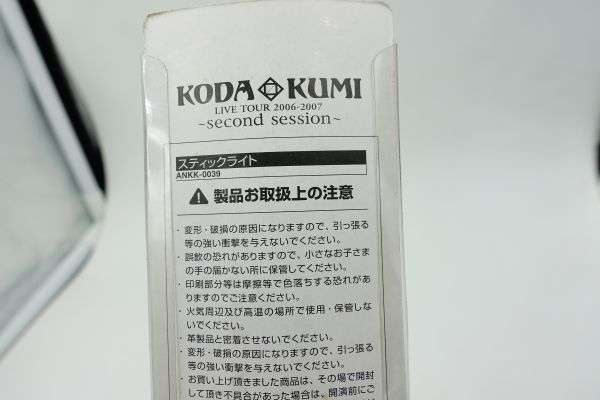 KODA KUMI
LIVE TOUR 2006-2007
~second session~
スティックライト
ANKK-0039
製品お取扱上の注意
・変形・破損の原因になりますので、引っ張る
等の強い衝撃を与えないでください。
・誤飲の恐れがありますので、小さなお子さま
の手の届かない所に保管してください。
・印刷部分等は摩擦等で色落ちする恐れがあ
りますのでご注意ください。
・火気周辺及び高温の場所で使用・保管しな
いでください。
・革製品と密着させないでください。
・変形・破損の原因になりますので、引っ張る
等の強い衝撃を与えないでください。
・お買い上げ頂きました商品は、その場で開封
して頂き不具合があった場合は、開演前にご